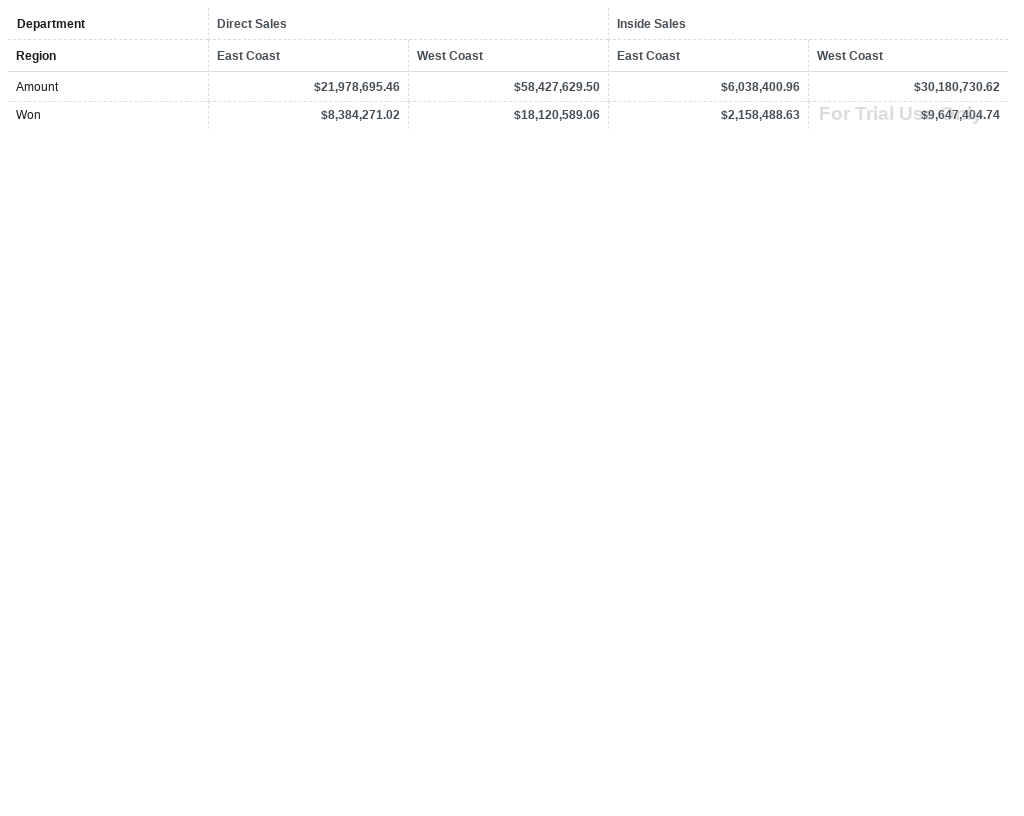 Department Direct Sales Inside Sales
Region East Coast West Coast East Coast West Coast
Amount $21,978,695.46 $58,427,629.50 $6,038,400.96 $30,180,730.62
Won $8,384,271.02 $18,120,589.06 $2,158,488.63 $9,647,404.74
For Trial Use Only